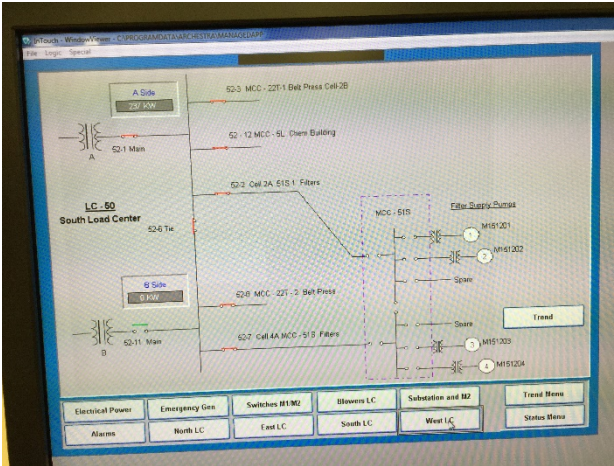 InTouch - WindowViewer - C:\PROGRAMDATA\ARCHESTRA\MANAGEDAPP
File Logic Special
A Side
237 KW
52-3 MCC - 22T-1 Belt Press Cell-2B
52-1 Main
A
52 - 12 MCC - 5L Chem Building
52-2 Cell 2A 51S 1 Filters
LC - 50
South Load Center
52-6 Tie
MCC - 51S
Filter Supply Pumps
1
M151201
2
M151202
Spare
B Side
0 KW
52-8 MCC - 22T - 2 Belt Press
Trend
Spare
52-11 Main
B
52-7 Cell 4A MCC - 51S Filters
3
M151203
4
M151204
Electrical Power
Emergency Gen
Switches M1/M2
Blowers LC
Substation and M2
Trend Menu
Alarms
North LC
East LC
South LC
West LC
Status Menu